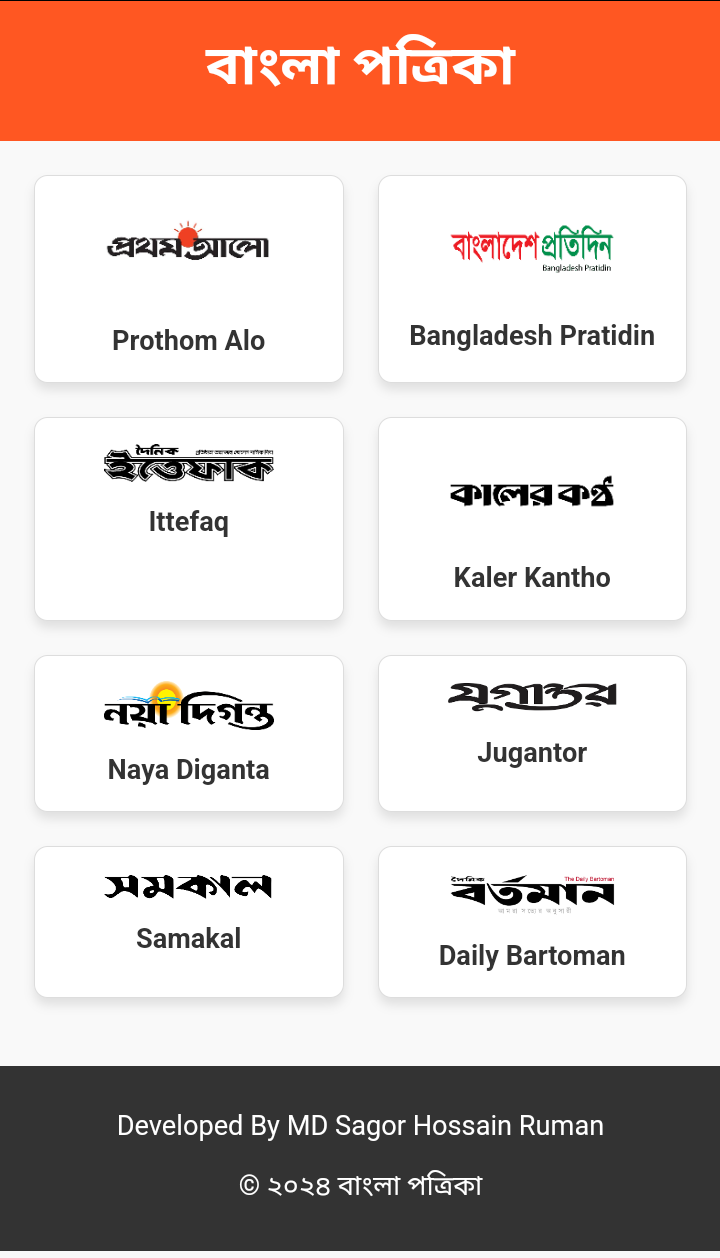 বাংলা পত্রিকা
প্রথম আলো
Prothom Alo
বাংলাদেশ প্রতিদিন
Bangladesh Pratidin
Bangladesh Pratidin
দৈনিক
ইত্তেফাক
Ittefaq
কালের কণ্ঠ
Kaler Kantho
নয়া দিগন্ত
Naya Diganta
যুগান্তর
Jugantor
সমকাল
Samakal
দৈনিক The Daily Bartoman
বর্তমান
Daily Bartoman
Developed By MD Sagor Hossain Ruman
© ২০২৪ বাংলা পত্রিকা